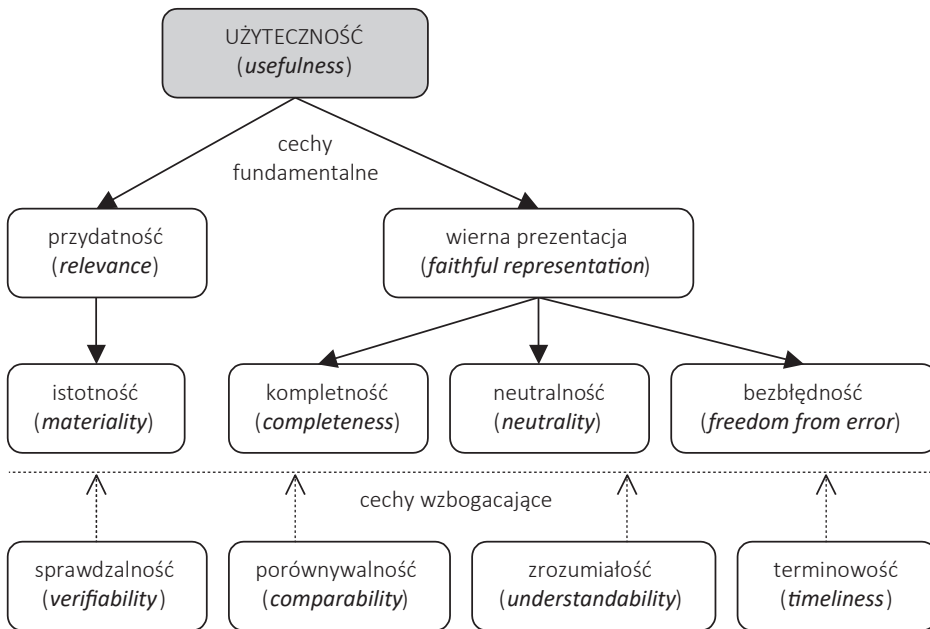 UŻYTECZNOŚĆ
(usefulness)
cechy
fundamentalne
przydatność
(relevance)
wierna prezentacja
(faithful representation)
istotność
(materiality)
kompletność
(completeness)
neutralność
(neutrality)
bezbłędność
(freedom from error)
cechy wzbogacające
sprawdzalność
(verifiability)
porównywalność
(comparability)
zrozumiałość
(understandability)
terminowość
(timeliness)